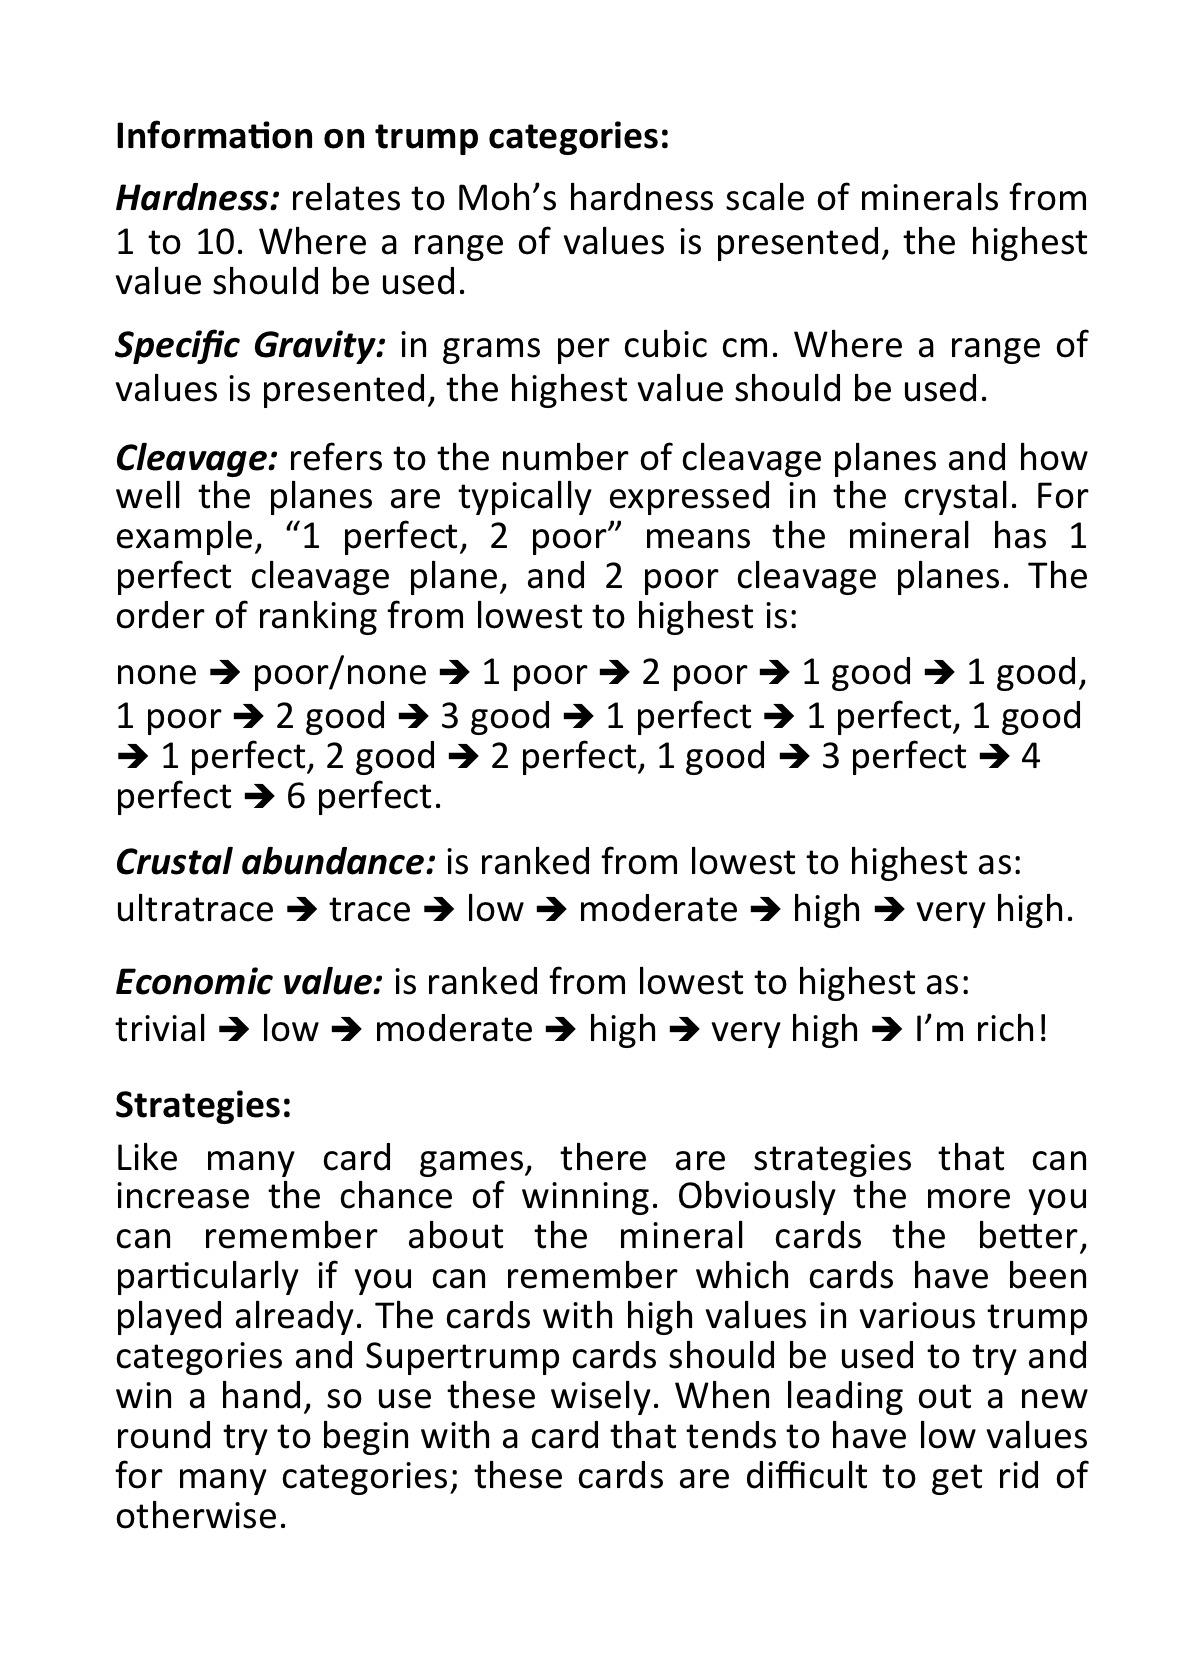 Information on trump categories:
Hardness: relates to Moh’s hardness scale of minerals from
1 to 10. Where a range of values is presented, the highest
value should be used.
Specific Gravity: in grams per cubic cm. Where a range of
values is presented, the highest value should be used.
Cleavage: refers to the number of cleavage planes and how
well the planes are typically expressed in the crystal. For
example, “1 perfect, 2 poor” means the mineral has 1
perfect cleavage plane, and 2 poor cleavage planes. The
order of ranking from lowest to highest is:
none ➔ poor/none ➔ 1 poor ➔ 2 poor ➔ 1 good ➔ 1 good,
1 poor ➔ 2 good ➔ 3 good ➔ 1 perfect ➔ 1 perfect, 1 good
➔ 1 perfect, 2 good ➔ 2 perfect, 1 good ➔ 3 perfect ➔ 4
perfect ➔ 6 perfect.
Crustal abundance: is ranked from lowest to highest as:
ultratrace ➔ trace ➔ low ➔ moderate ➔ high ➔ very high.
Economic value: is ranked from lowest to highest as:
trivial ➔ low ➔ moderate ➔ high ➔ very high ➔ I’m rich!
Strategies:
Like many card games, there are strategies that can
increase the chance of winning. Obviously the more you
can remember about the mineral cards the better,
particularly if you can remember which cards have been
played already. The cards with high values in various trump
categories and Supertrump cards should be used to try and
win a hand, so use these wisely. When leading out a new
round try to begin with a card that tends to have low values
for many categories; these cards are difficult to get rid of
otherwise.